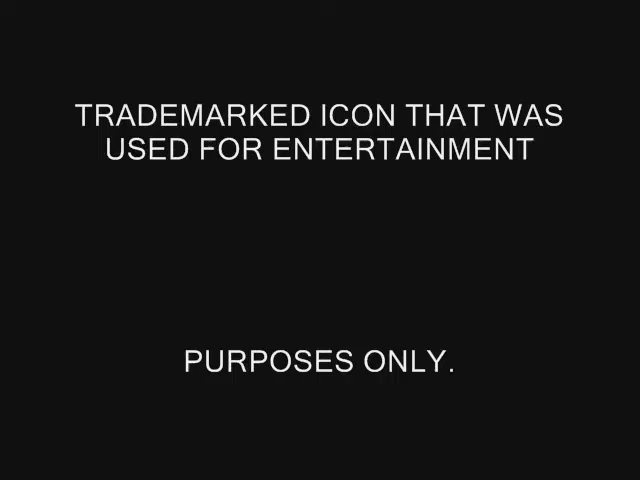 TRADEMARKED ICON THAT WAS
USED FOR ENTERTAINMENT
PURPOSES ONLY.